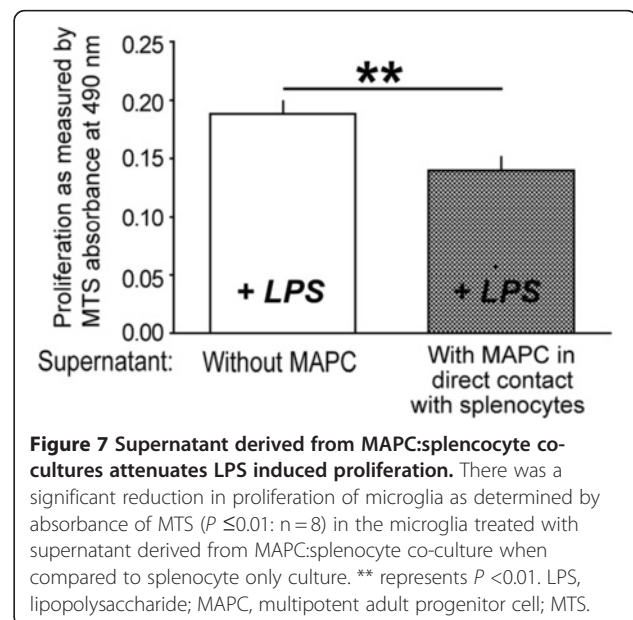 Proliferation as measured by
MTS absorbance at 490 nm
0.25
0.20
0.15
0.10
0.05
0.00
**
+ LPS
+ LPS
Supernatant:
Without MAPC
With MAPC in
direct contact
with splenocytes
Figure 7 Supernatant derived from MAPC:splencocyte co-
cultures attenuates LPS induced proliferation. There was a
significant reduction in proliferation of microglia as determined by
absorbance of MTS (P ≤0.01: n = 8) in the microglia treated with
supernatant derived from MAPC:splenocyte co-culture when
compared to splenocyte only culture. ** represents P <0.01. LPS,
lipopolysaccharide; MAPC, multipotent adult progenitor cell; MTS.